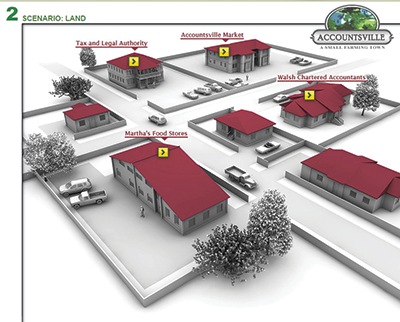 2 SCENARIO: LAND
ACCOUNTSVILLE
A SMALL FARMING TOWN
Accountsville Market
Tax and Legal Authority
Walsh Chartered Accountants
Martha's Food Stores